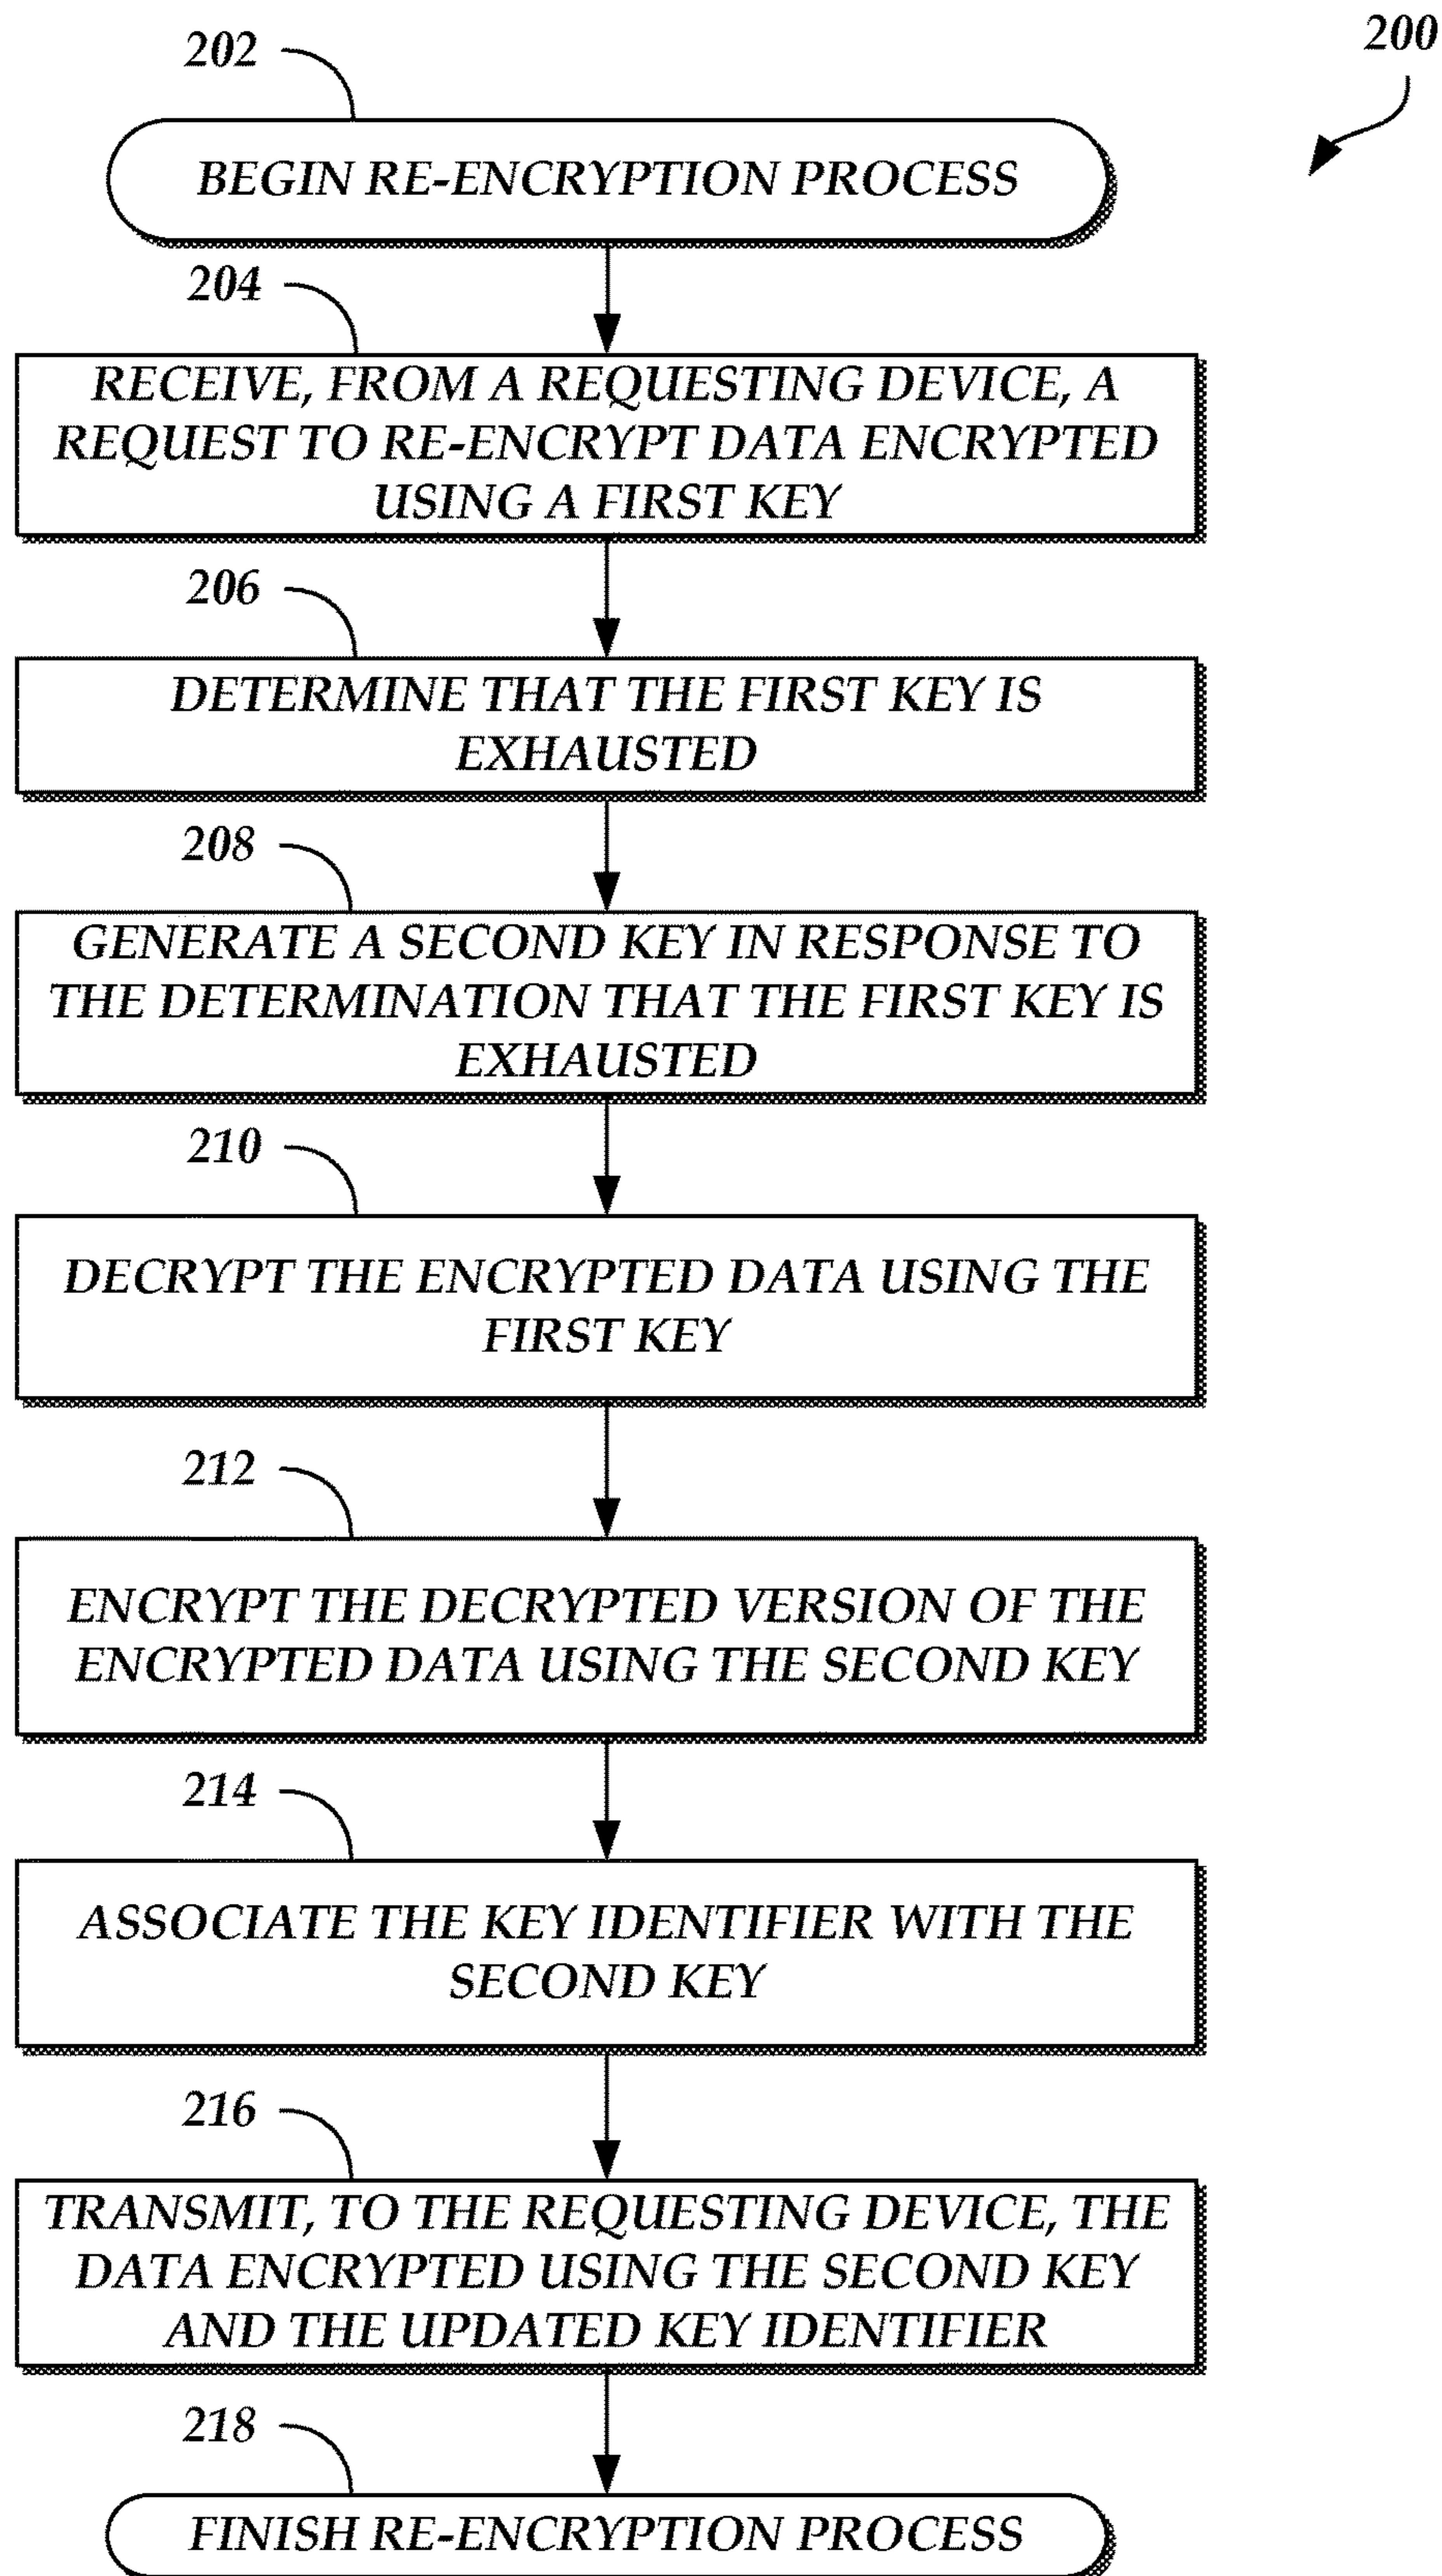 200
202
BEGIN RE-ENCRYPTION PROCESS
204
RECEIVE, FROM A REQUESTING DEVICE, A
REQUEST TO RE-ENCRYPT DATA ENCRYPTED
USING A FIRST KEY
206
DETERMINE THAT THE FIRST KEY IS
EXHAUSTED
208
GENERATE A SECOND KEY IN RESPONSE TO
THE DETERMINATION THAT THE FIRST KEY IS
EXHAUSTED
210
DECRYPT THE ENCRYPTED DATA USING THE
FIRST KEY
212
ENCRYPT THE DECRYPTED VERSION OF THE
ENCRYPTED DATA USING THE SECOND KEY
214
ASSOCIATE THE KEY IDENTIFIER WITH THE
SECOND KEY
216
TRANSMIT, TO THE REQUESTING DEVICE, THE
DATA ENCRYPTED USING THE SECOND KEY
AND THE UPDATED KEY IDENTIFIER
218
FINISH RE-ENCRYPTION PROCESS